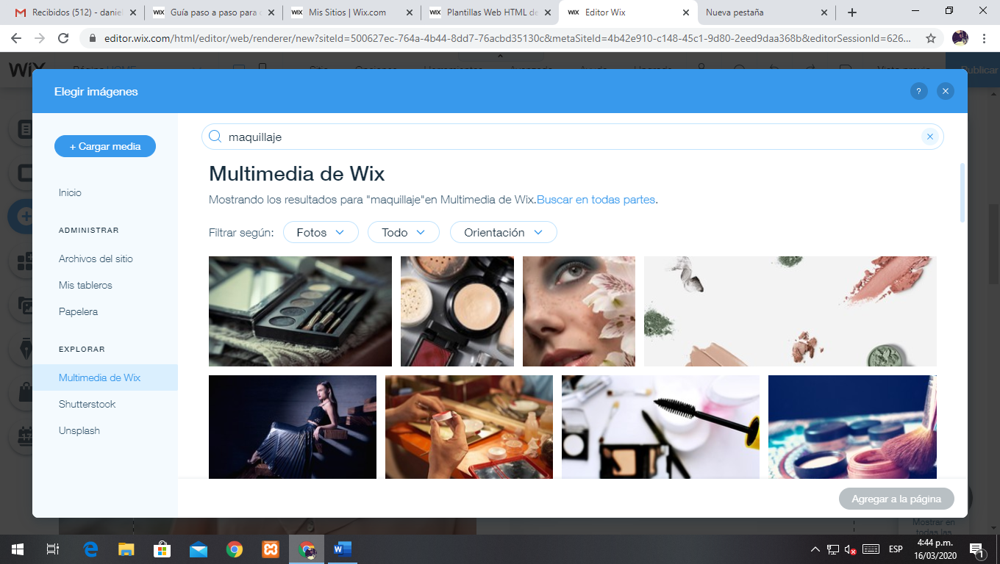 Recibidos (512) - daniel
Guía paso a paso para c
Mis Sitios | Wix.com
Plantillas Web HTML de
Editor Wix
Nueva pestaña
editor.wix.com/html/editor/web/renderer/new?siteId=500627ec-764a-4b44-8dd7-76acbd35130c&metaSiteId=4b42e910-c148-45c1-9d80-2eed9daa368b&editorSessionId=626...
WiX
Publicar
Elegir imágenes
?
+ Cargar media
maquillaje
Inicio
ADMINISTRAR
Archivos del sitio
Mis tableros
Papelera
EXPLORAR
Multimedia de Wix
Shutterstock
Unsplash
Multimedia de Wix
Mostrando los resultados para "maquillaje"en Multimedia de Wix.Buscar en todas partes.
Filtrar según:
Fotos
Todo
Orientación
Agregar a la página
Mostrar en
todas las
ESP
4:44 p.m.
16/03/2020
1